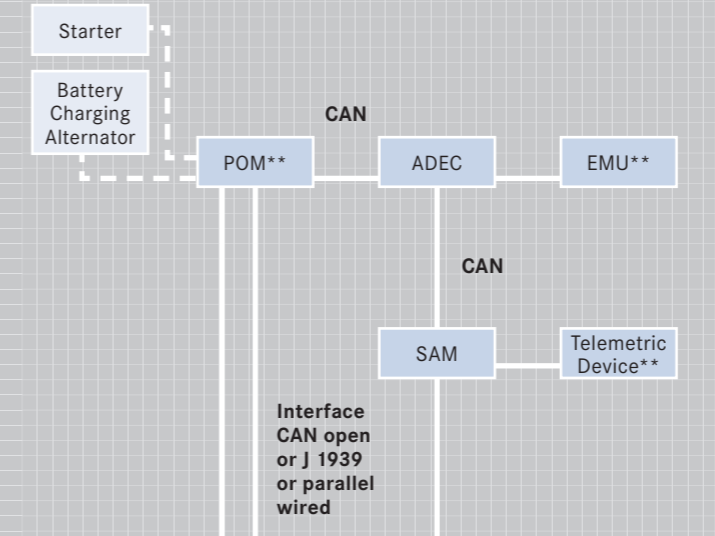 Starter
Battery
Charging
Alternator
CAN
POM**
ADEC
EMU**
CAN
SAM
Telemetric
Device**
Interface
CAN open
or J 1939
or parallel
wired